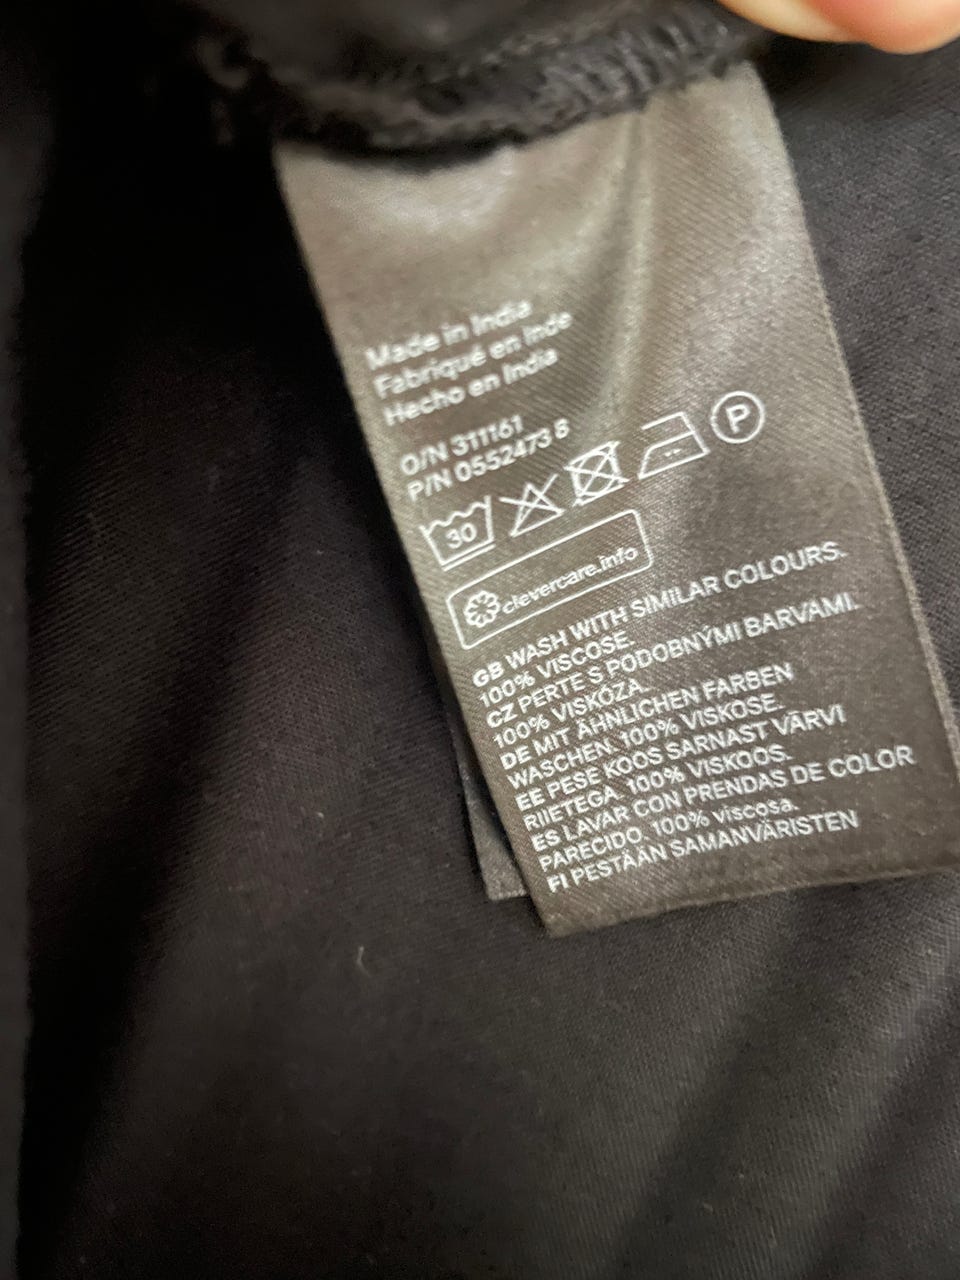 Made in India
Fabriqué en Inde
Hecho en India
O/N 311161
P/N 0552473 8
30
P
clevercare.info
GB WASH WITH SIMILAR COLOURS.
100% VISCOSE.
CZ PERTE S PODOBNÝMI BARVAMI.
100% VISKÓZA.
DE MIT ÄHNLICHEN FARBEN
WASCHEN. 100% VISKOSE.
EE PESE KOOS SARNAST VÄRVI
RIIETEGA. 100% VISKOOS.
ES LAVAR CON PRENDAS DE COLOR
PARECIDO. 100% viscosa.
FI PESTÄÄN SAMANVÄRISTEN